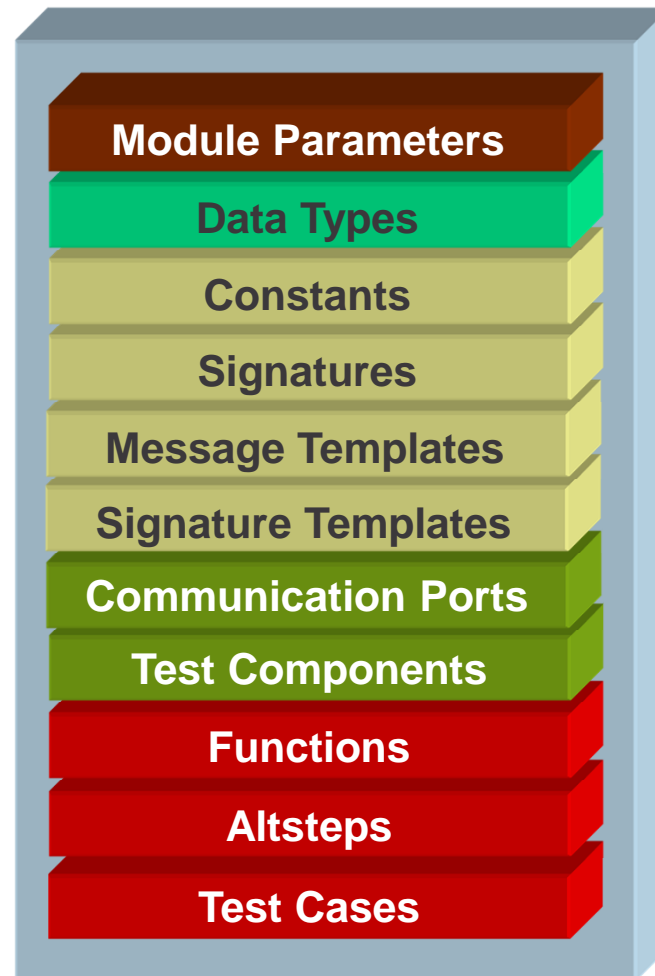 Module Parameters
Data Types
Constants
Signatures
Message Templates
Signature Templates
Communication Ports
Test Components
Functions
Altsteps
Test Cases